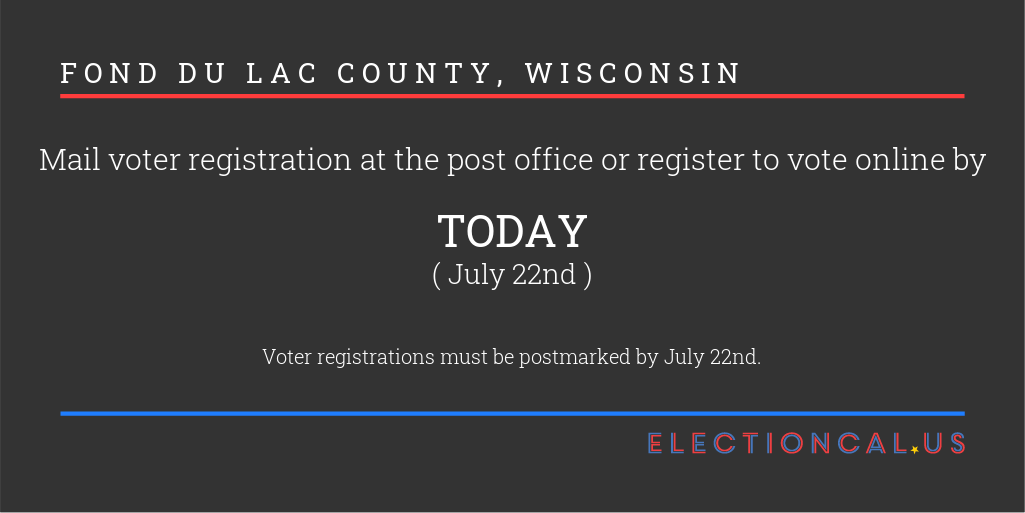 FOND DU LAC COUNTY, WISCONSIN
Mail voter registration at the post office or register to vote online by
TODAY
( July 22nd )
Voter registrations must be postmarked by July 22nd.
ELECTIONCAL.US